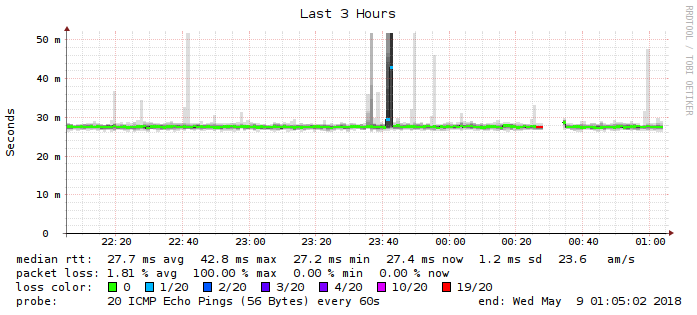 Last 3 Hours
RRDTOOL / TOBI OETIKER
Seconds
50 m
40 m
30 m
20 m
10 m
0
22:20 22:40 23:00 23:20 23:40 00:00 00:20 00:40 01:00
median rtt: 27.7 ms avg 42.8 ms max 27.2 ms min 27.4 ms now 1.2 ms sd 23.6 am/s
packet loss: 1.81 % avg 100.00 % max 0.00 % min 0.00 % now
loss color: 0 1/20 2/20 3/20 4/20 10/20 19/20
probe: 20 ICMP Echo Pings (56 Bytes) every 60s end: Wed May 9 01:05:02 2018